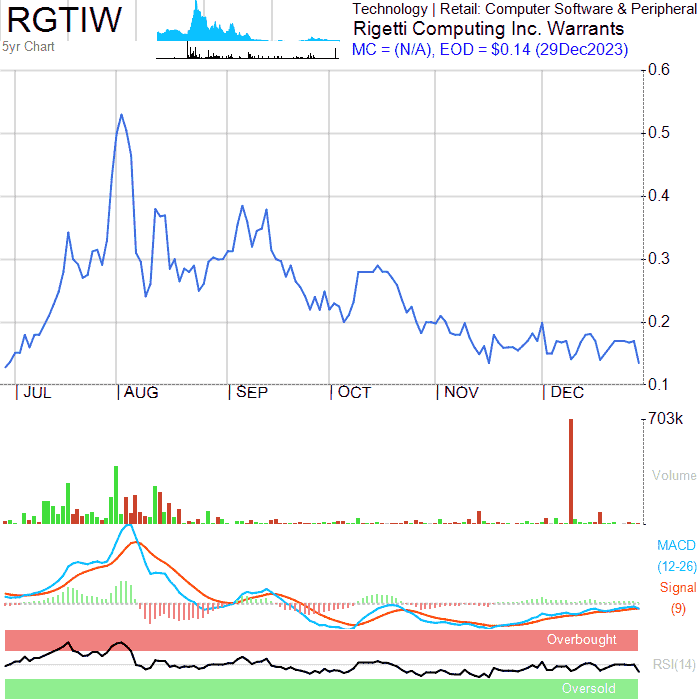 RGTIW
5yr Chart
Technology | Retail: Computer Software & Peripheral
Rigetti Computing Inc. Warrants
MC = (N/A), EOD = $0.14 (29Dec2023)
0.6
0.5
0.4
0.3
0.2
0.1
JUL AUG SEP OCT NOV DEC
703k
Volume
MACD
(12-26)
Signal
(9)
Overbought
RSI(14)
Oversold